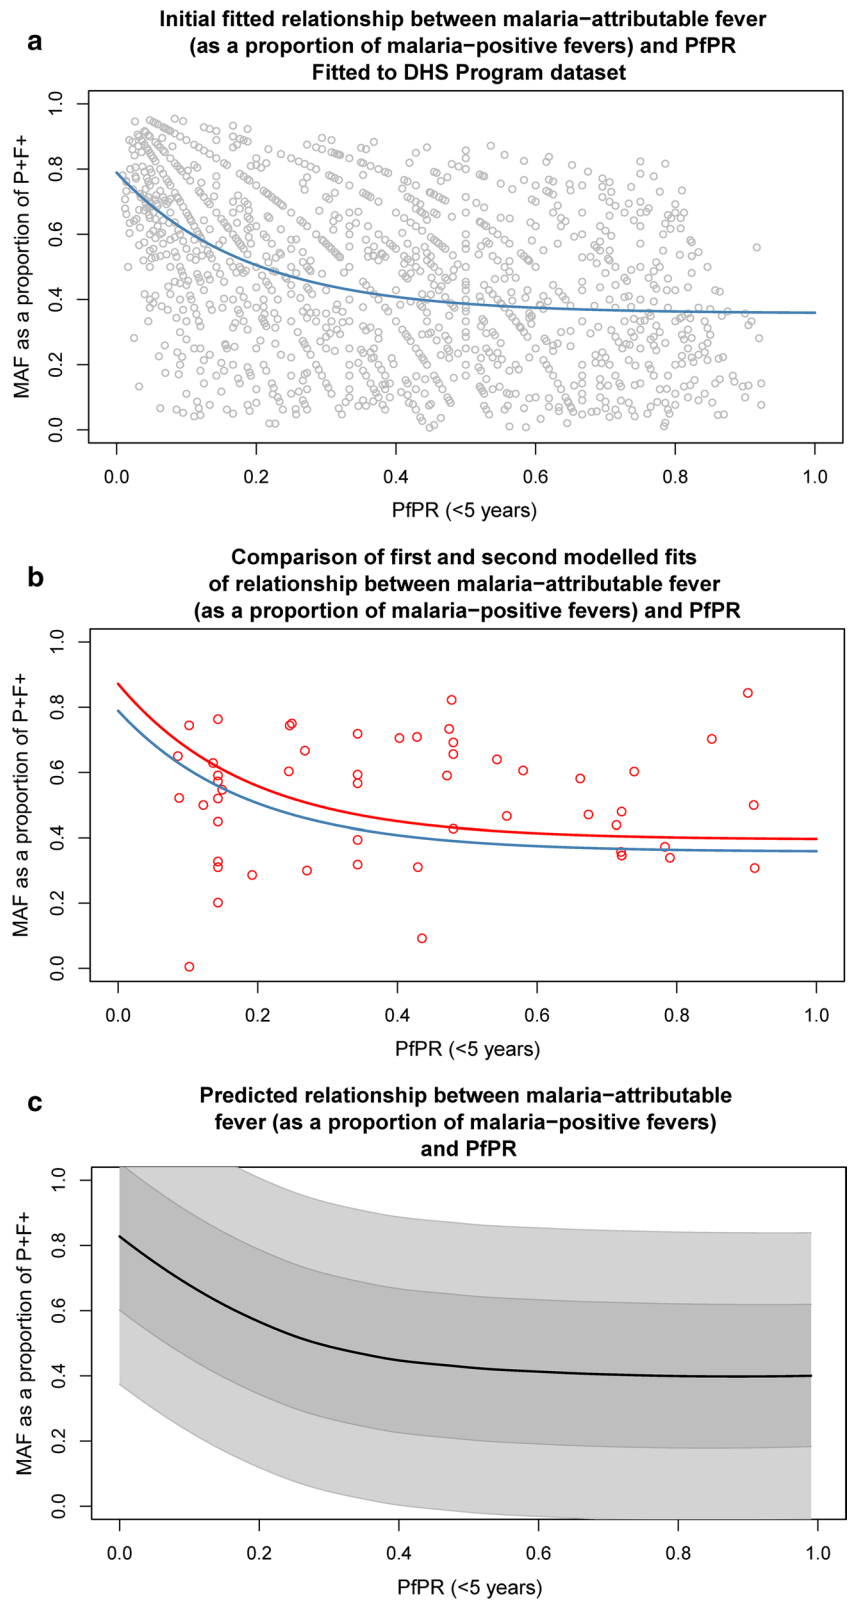 a
Initial fitted relationship between malaria−attributable fever
(as a proportion of malaria−positive fevers) and PfPR
Fitted to DHS Program dataset
MAF as a proportion of P+F+
1.0
0.8
0.6
0.4
0.2
0.0
0.0 0.2 0.4 0.6 0.8 1.0
PfPR (<5 years)
b
Comparison of first and second modelled fits
of relationship between malaria−attributable fever
(as a proportion of malaria−positive fevers) and PfPR
MAF as a proportion of P+F+
1.0
0.8
0.6
0.4
0.2
0.0
0.0 0.2 0.4 0.6 0.8 1.0
PfPR (<5 years)
c
Predicted relationship between malaria−attributable
fever (as a proportion of malaria−positive fevers)
and PfPR
MAF as a proportion of P+F+
1.0
0.8
0.6
0.4
0.2
0.0
0.0 0.2 0.4 0.6 0.8 1.0
PfPR (<5 years)